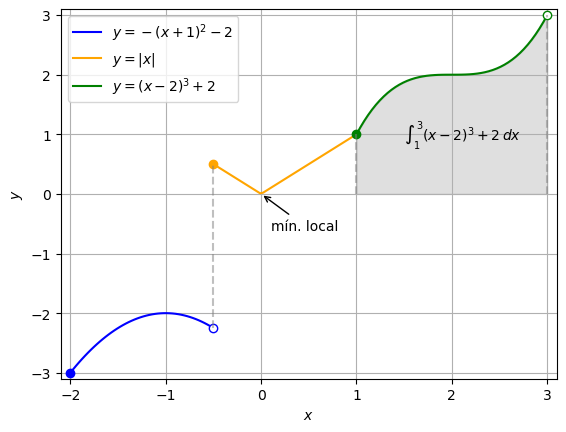 y = −(x + 1)² − 2
y = |x|
y = (x − 2)³ + 2
3
2
1
0
−1
−2
−3
y
∫₁³(x − 2)³ + 2 dx
mín. local
−2
−1
0
1
2
3
x